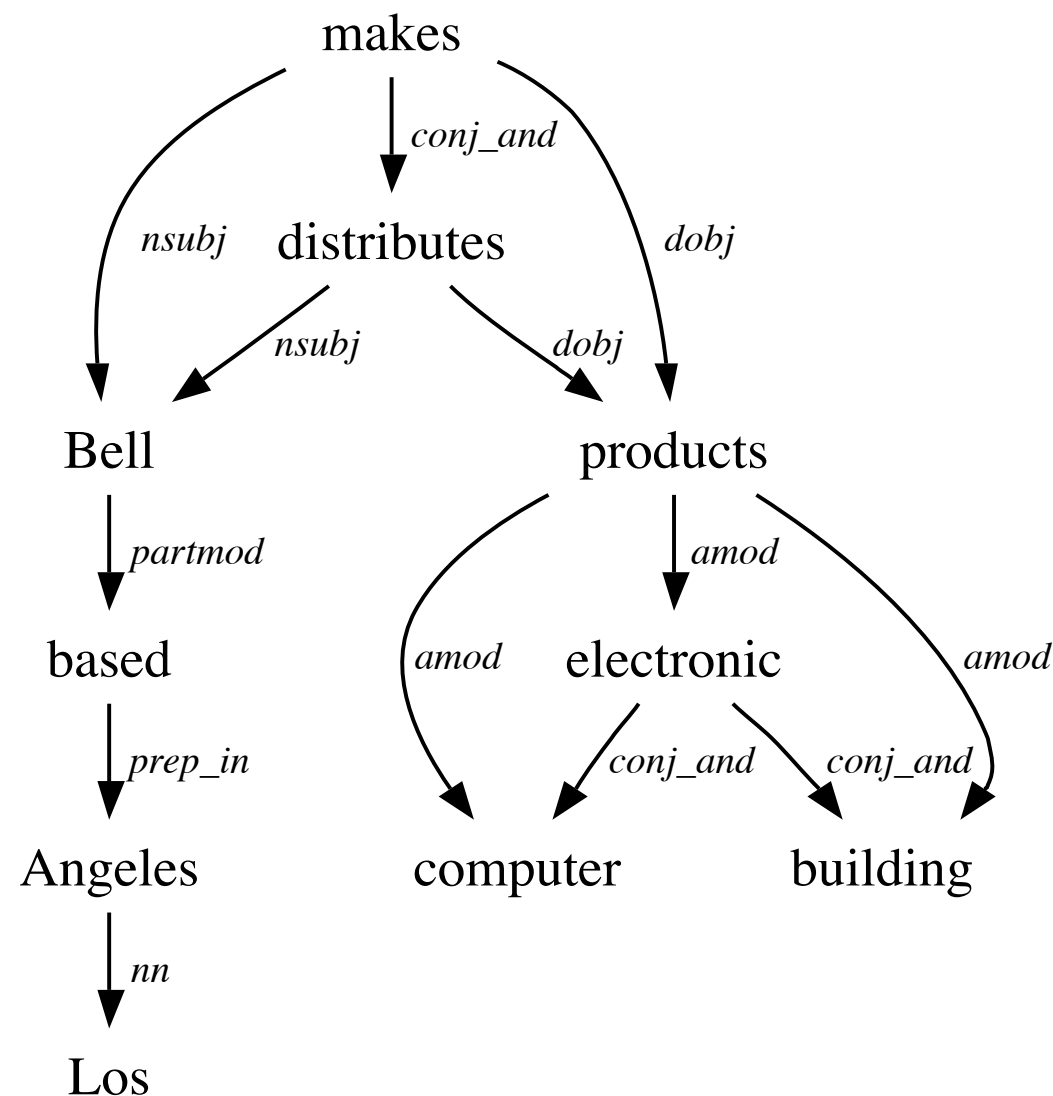 makes
conj_and
nsubj distributes dobj
nsubj dobj
Bell products
partmod amod
based amod electronic amod
prep_in conj_and conj_and
Angeles computer building
nn
Los